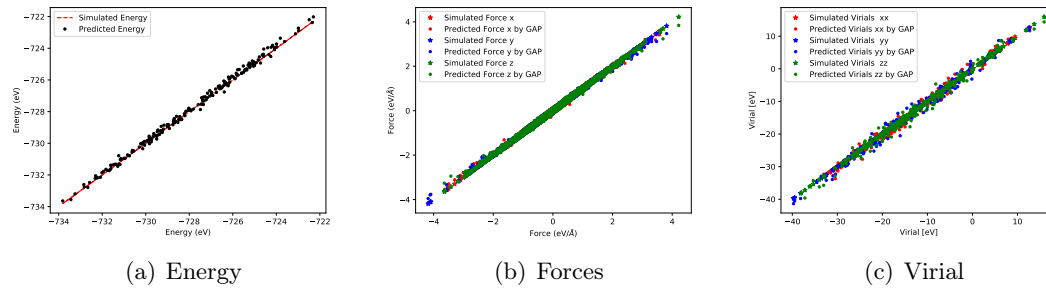 −722
−724
−726
−728
−730
−732
−734
Energy (eV)
Simulated Energy
Predicted Energy
−734 −732 −730 −728 −726 −724 −722
Energy (eV)
(a) Energy
4
2
0
−2
−4
Force (eV/Å)
Simulated Force x
Predicted Force x by GAP
Simulated Force y
Predicted Force y by GAP
Simulated Force z
Predicted Force z by GAP
−4 −2 0 2 4
Force (eV/Å)
(b) Forces
10
0
−10
−20
−30
−40
Virial [eV]
Simulated Virials xx
Predicted Virials xx by GAP
Simulated Virials yy
Predicted Virials yy by GAP
Simulated Virials zz
Predicted Virials zz by GAP
−40 −30 −20 −10 0 10
Virial [eV]
(c) Virial